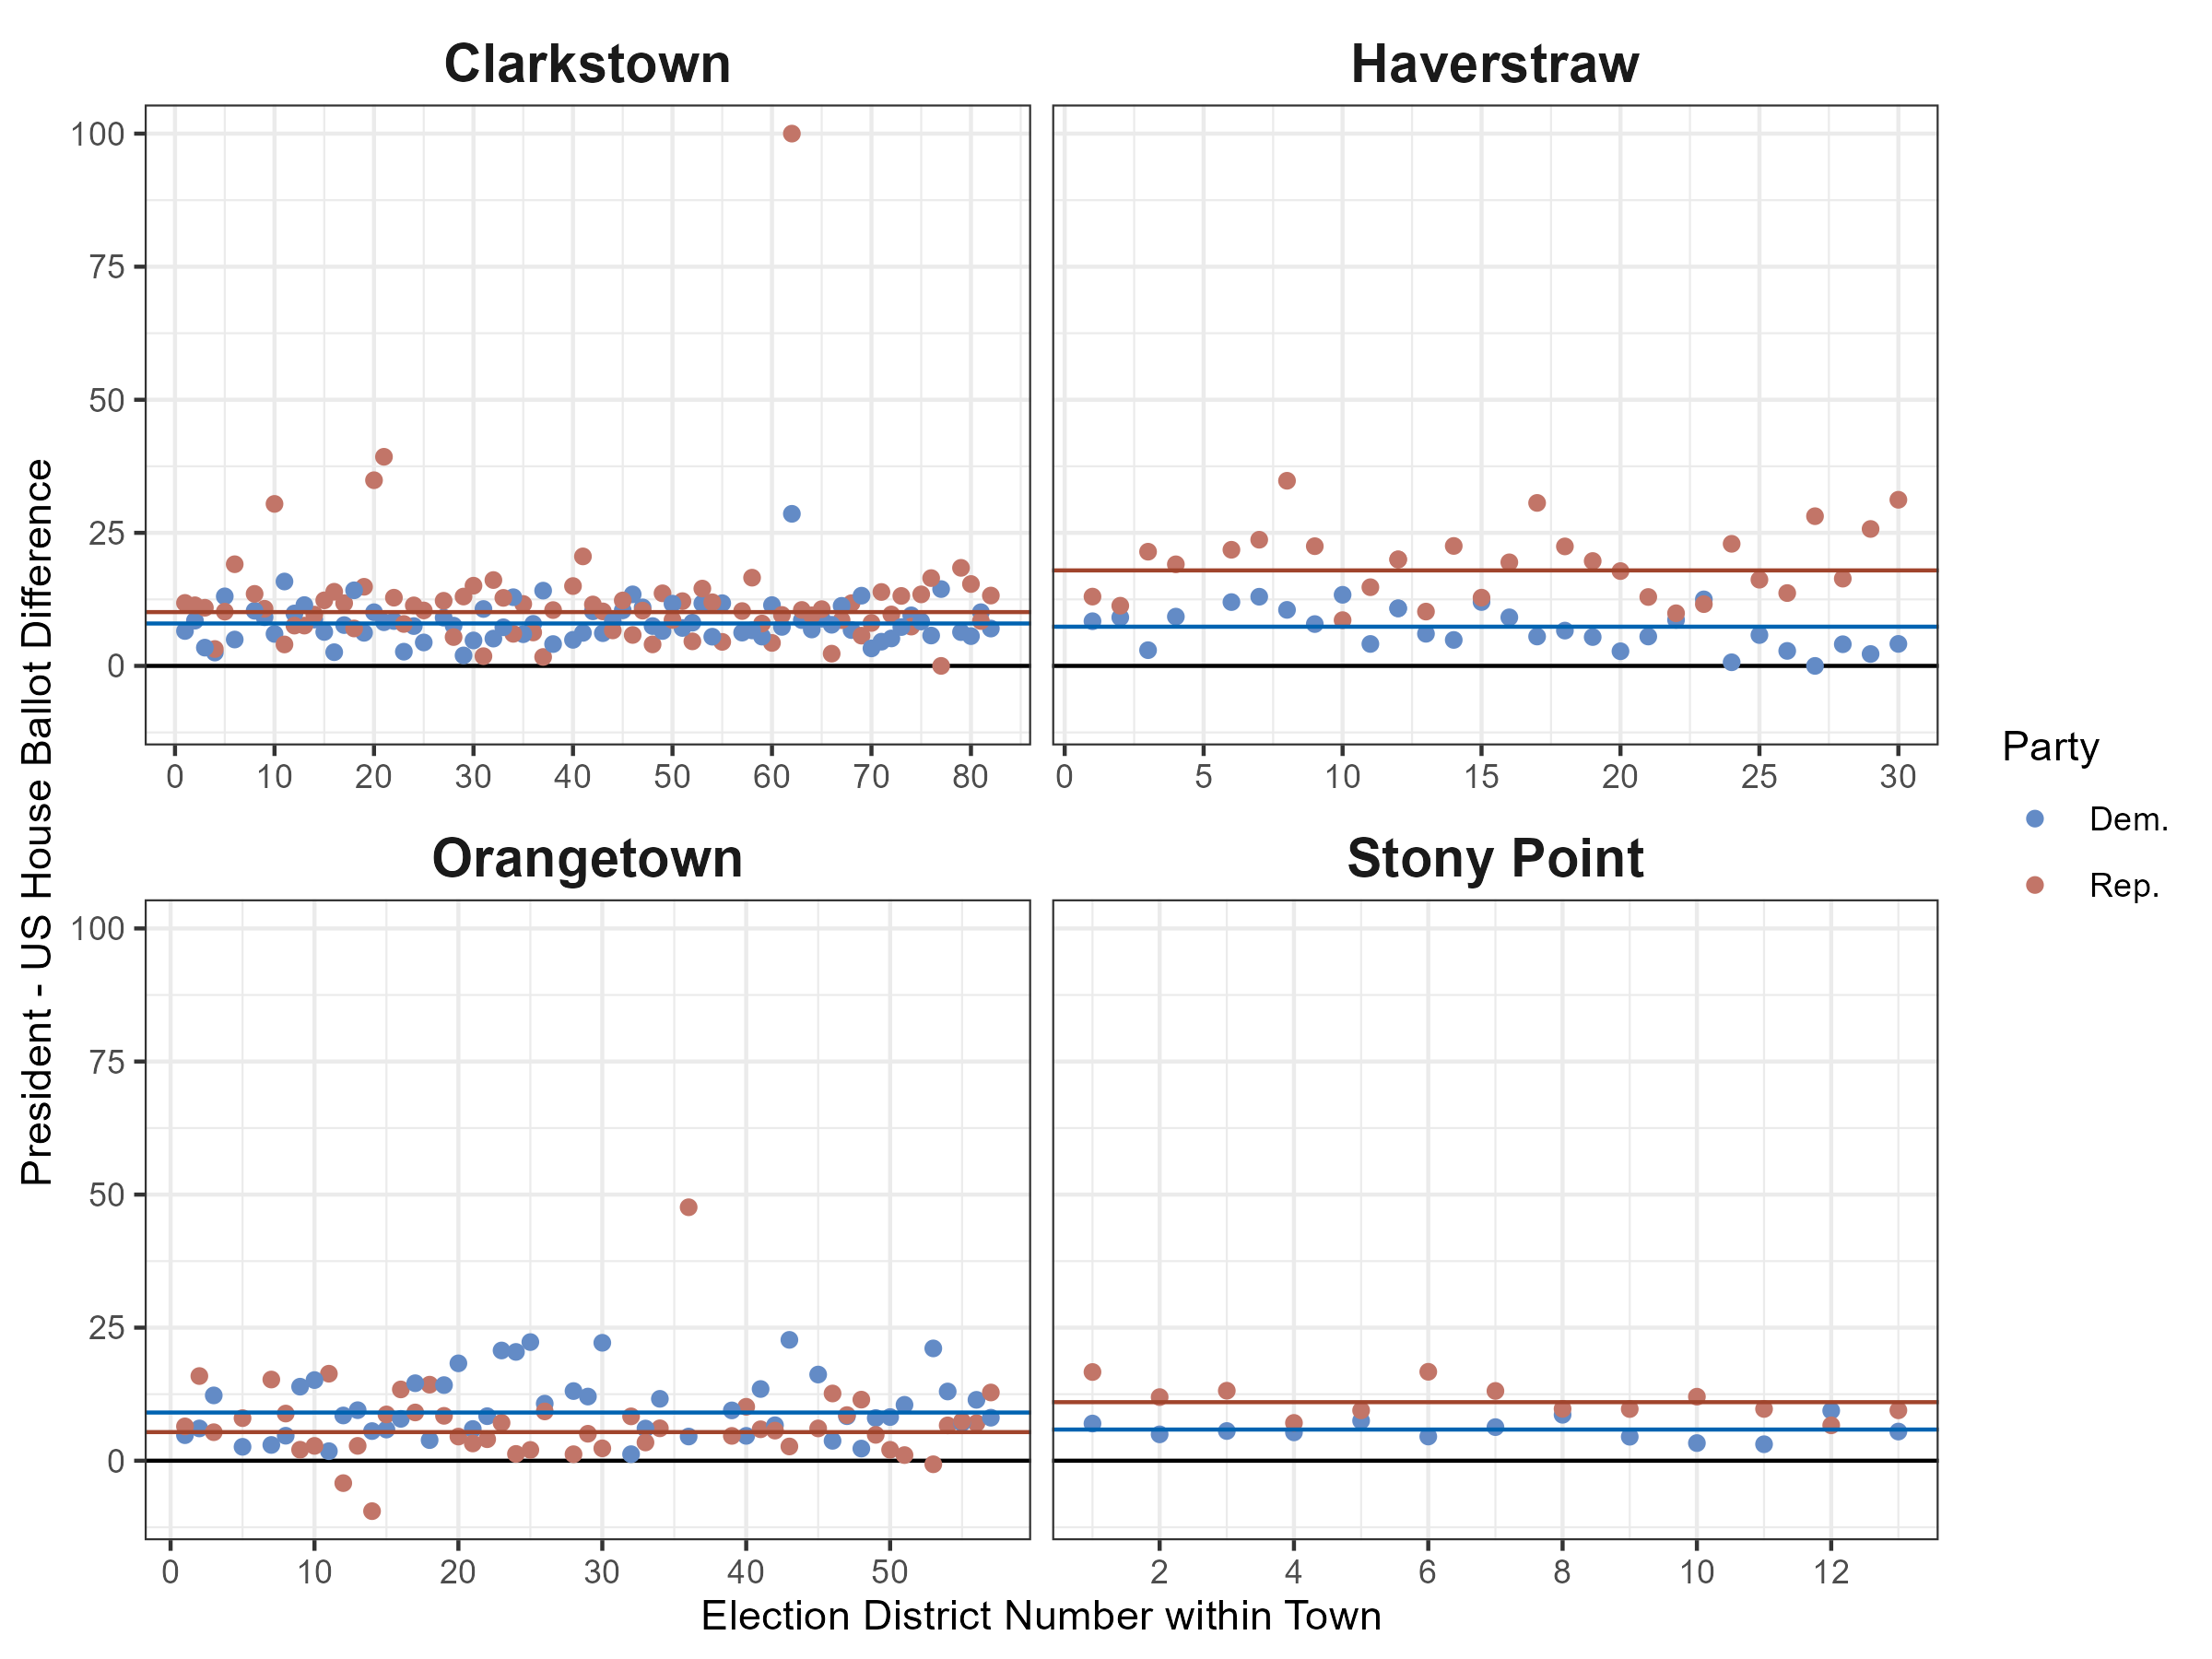 Clarkstown
Haverstraw
100
75
50
25
0
0 10 20 30 40 50 60 70 80
0 5 10 15 20 25 30
President - US House Ballot Difference
Party
Dem.
Rep.
Orangetown
Stony Point
100
75
50
25
0
0 10 20 30 40 50
2 4 6 8 10 12
Election District Number within Town